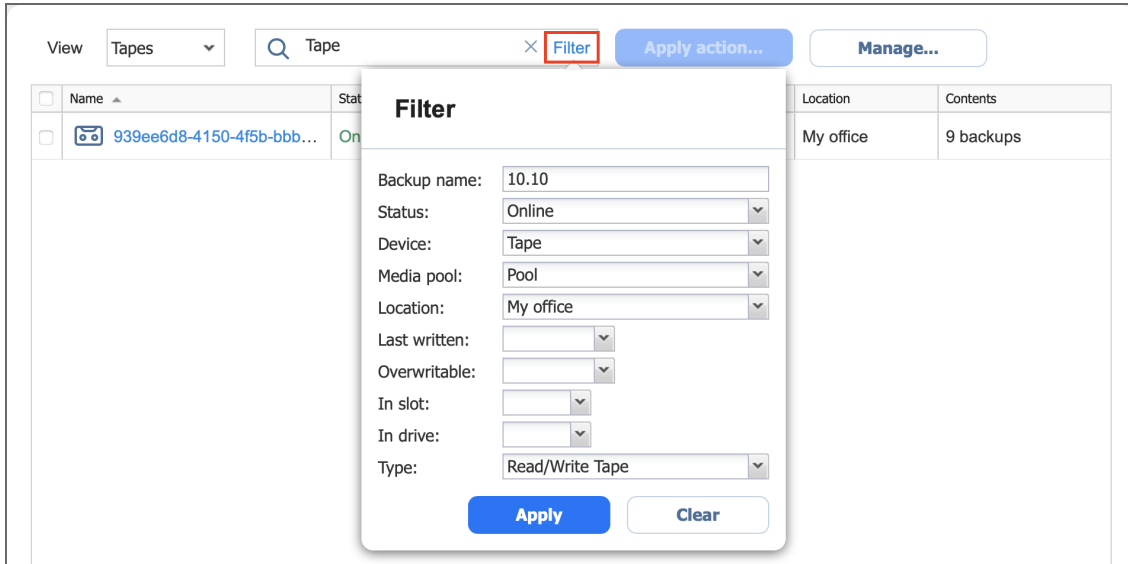 View Tapes Tape Filter Apply action... Manage...
Name Stat Location Contents
939ee6d8-4150-4f5b-bbb... On My office 9 backups
Filter
Backup name: 10.10
Status: Online
Device: Tape
Media pool: Pool
Location: My office
Last written:
Overwritable:
In slot:
In drive:
Type: Read/Write Tape
Apply Clear